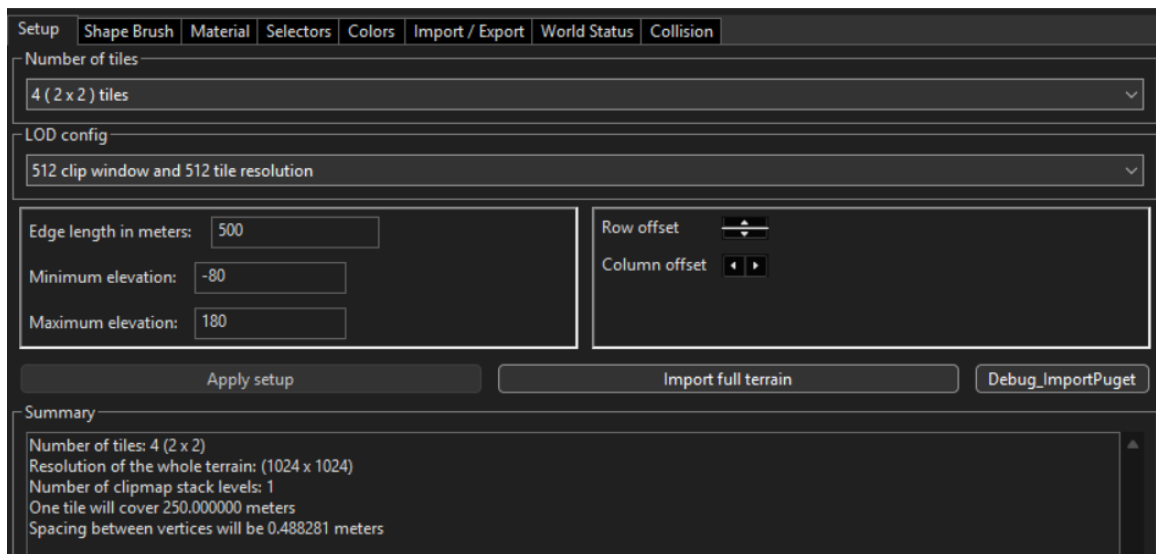 Setup Shape Brush Material Selectors Colors Import / Export World Status Collision
Number of tiles
4 ( 2 x 2 ) tiles
LOD config
512 clip window and 512 tile resolution
Edge length in meters: 500
Minimum elevation: -80
Maximum elevation: 180
Row offset
Column offset
Apply setup Import full terrain Debug_ImportPuget
Summary
Number of tiles: 4 (2 x 2)
Resolution of the whole terrain: (1024 x 1024)
Number of clipmap stack levels: 1
One tile will cover 250.000000 meters
Spacing between vertices will be 0.488281 meters